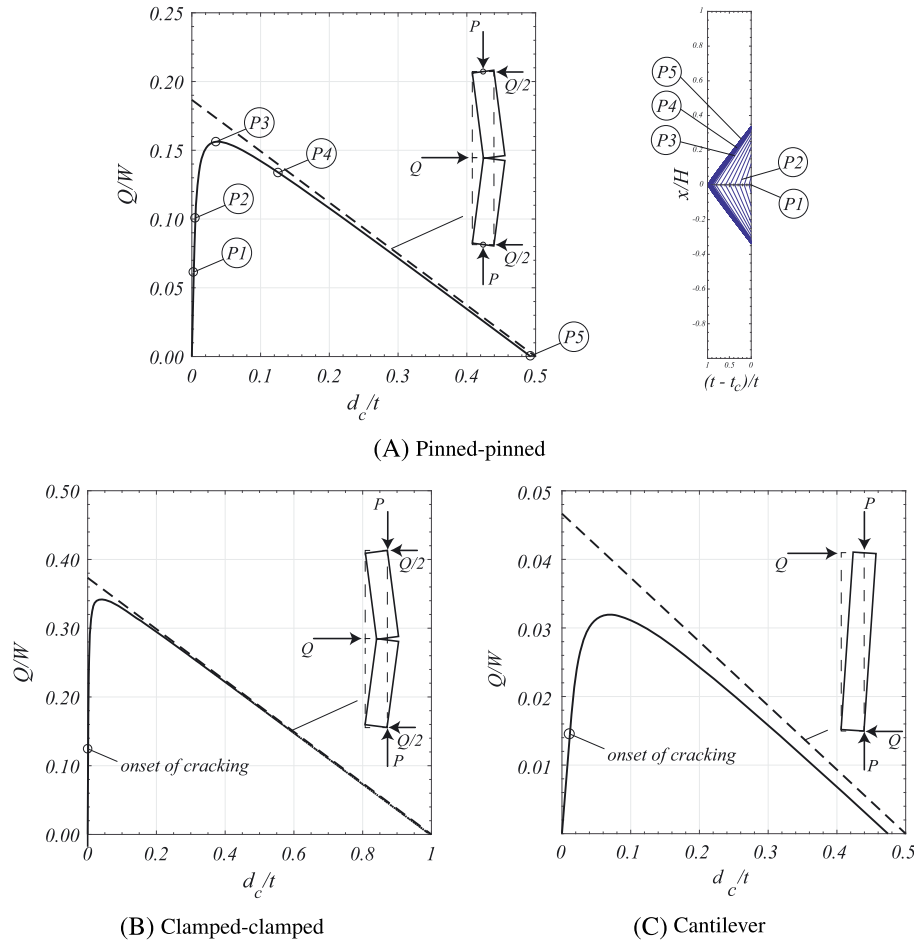 P
Q/2
Q
Q/2
P
P1
P2
P3
P4
P5
0.00
0.05
0.10
0.15
0.20
0.25
Q/W
0
0.1
0.2
0.3
0.4
0.5
d_c/t
P5
P4
P3
P2
P1
1
0.8
0.6
0.4
0.2
0
-0.2
-0.4
-0.6
-0.8
x/H
1
0.5
0
(t - t_c)/t
(A) Pinned-pinned
0.50
0.40
0.30
0.20
0.10
0.00
Q/W
P
Q/2
Q
Q/2
P
onset of cracking
0
0.2
0.4
0.6
0.8
1
d_c/t
(B) Clamped-clamped
0.05
0.04
0.03
0.02
0.01
Q/W
P
Q
Q
P
onset of cracking
0
0.1
0.2
0.3
0.4
0.5
d_c/t
(C) Cantilever